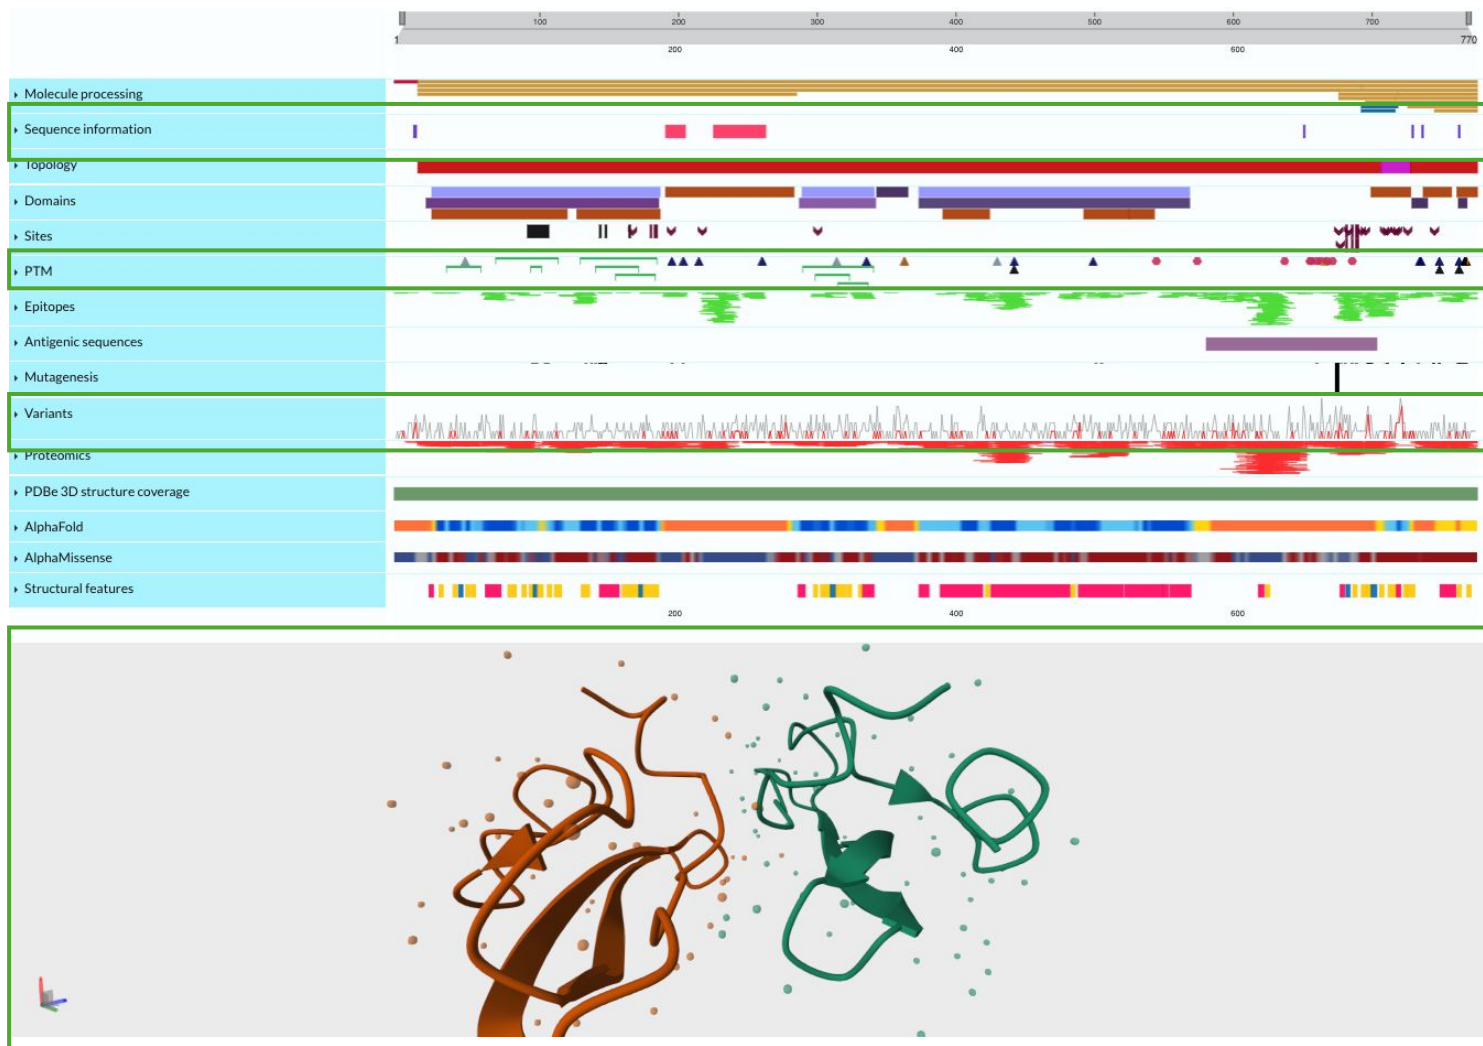 100 200 300 400 500 600 700
1 770
200 400 600
Molecule processing
Sequence information
Topology
Domains
Sites
PTM
Epitopes
Antigenic sequences
Mutagenesis
Variants
Proteomics
PDBe 3D structure coverage
AlphaFold
AlphaMissense
Structural features
200 400 600